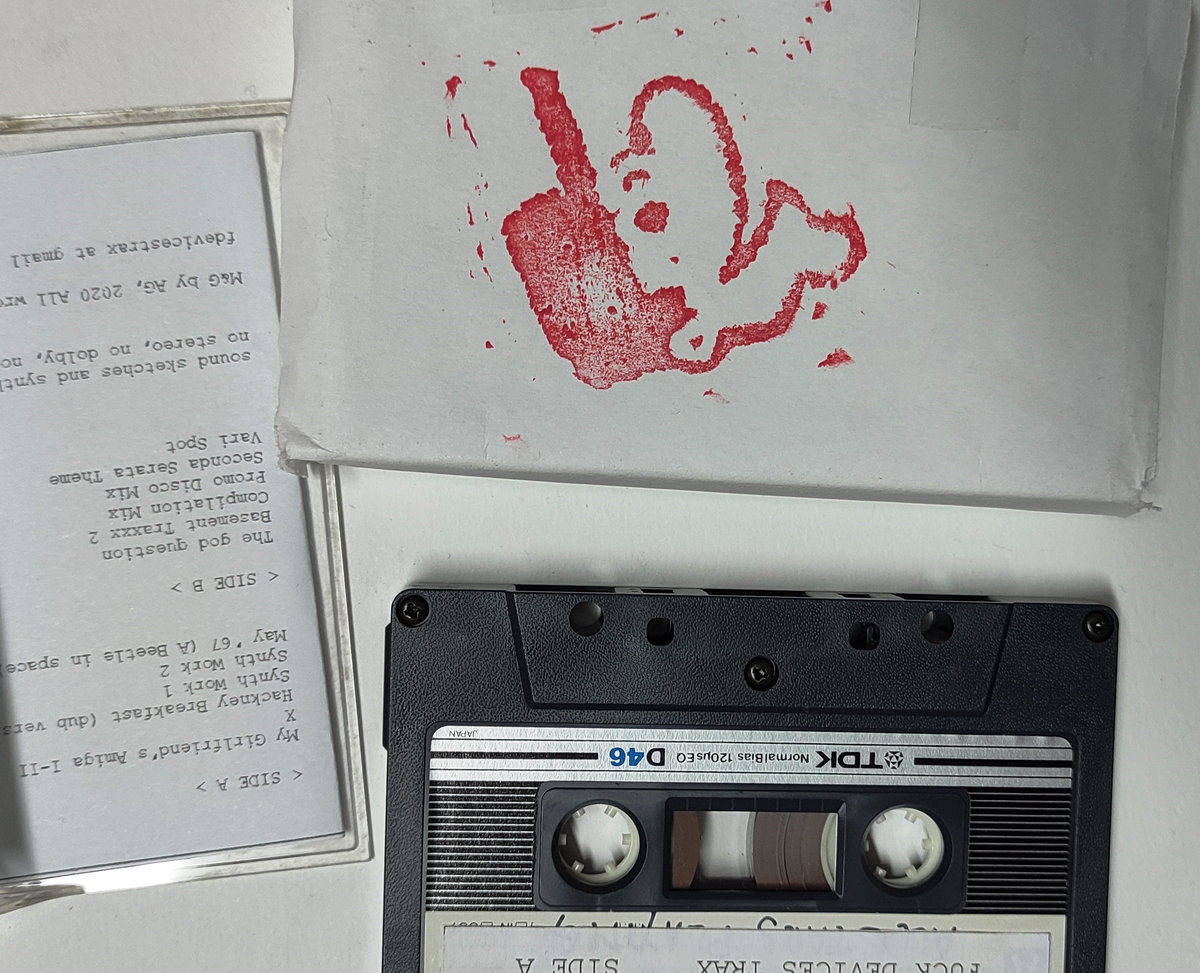 < SIDE A >
My Girlfriend's Amiga I-II
X
Hackney Breakfast (dub vers
Synth Work 1
Synth Work 2
May '67 (A Beetle in space
< SIDE B >
The god question
Basement Traxxx 2
Compilation Mix
Promo Disco Mix
Seconda Serata Theme
Vari Spot
sound sketches and synth
no stereo, no dolby, no
M&G by AG, 2020 All wr
fdevicestrax at gmail
FUCK DEVICES TRAX SIDE A
TDK NormalBias 120μs EQ D46
JAPAN